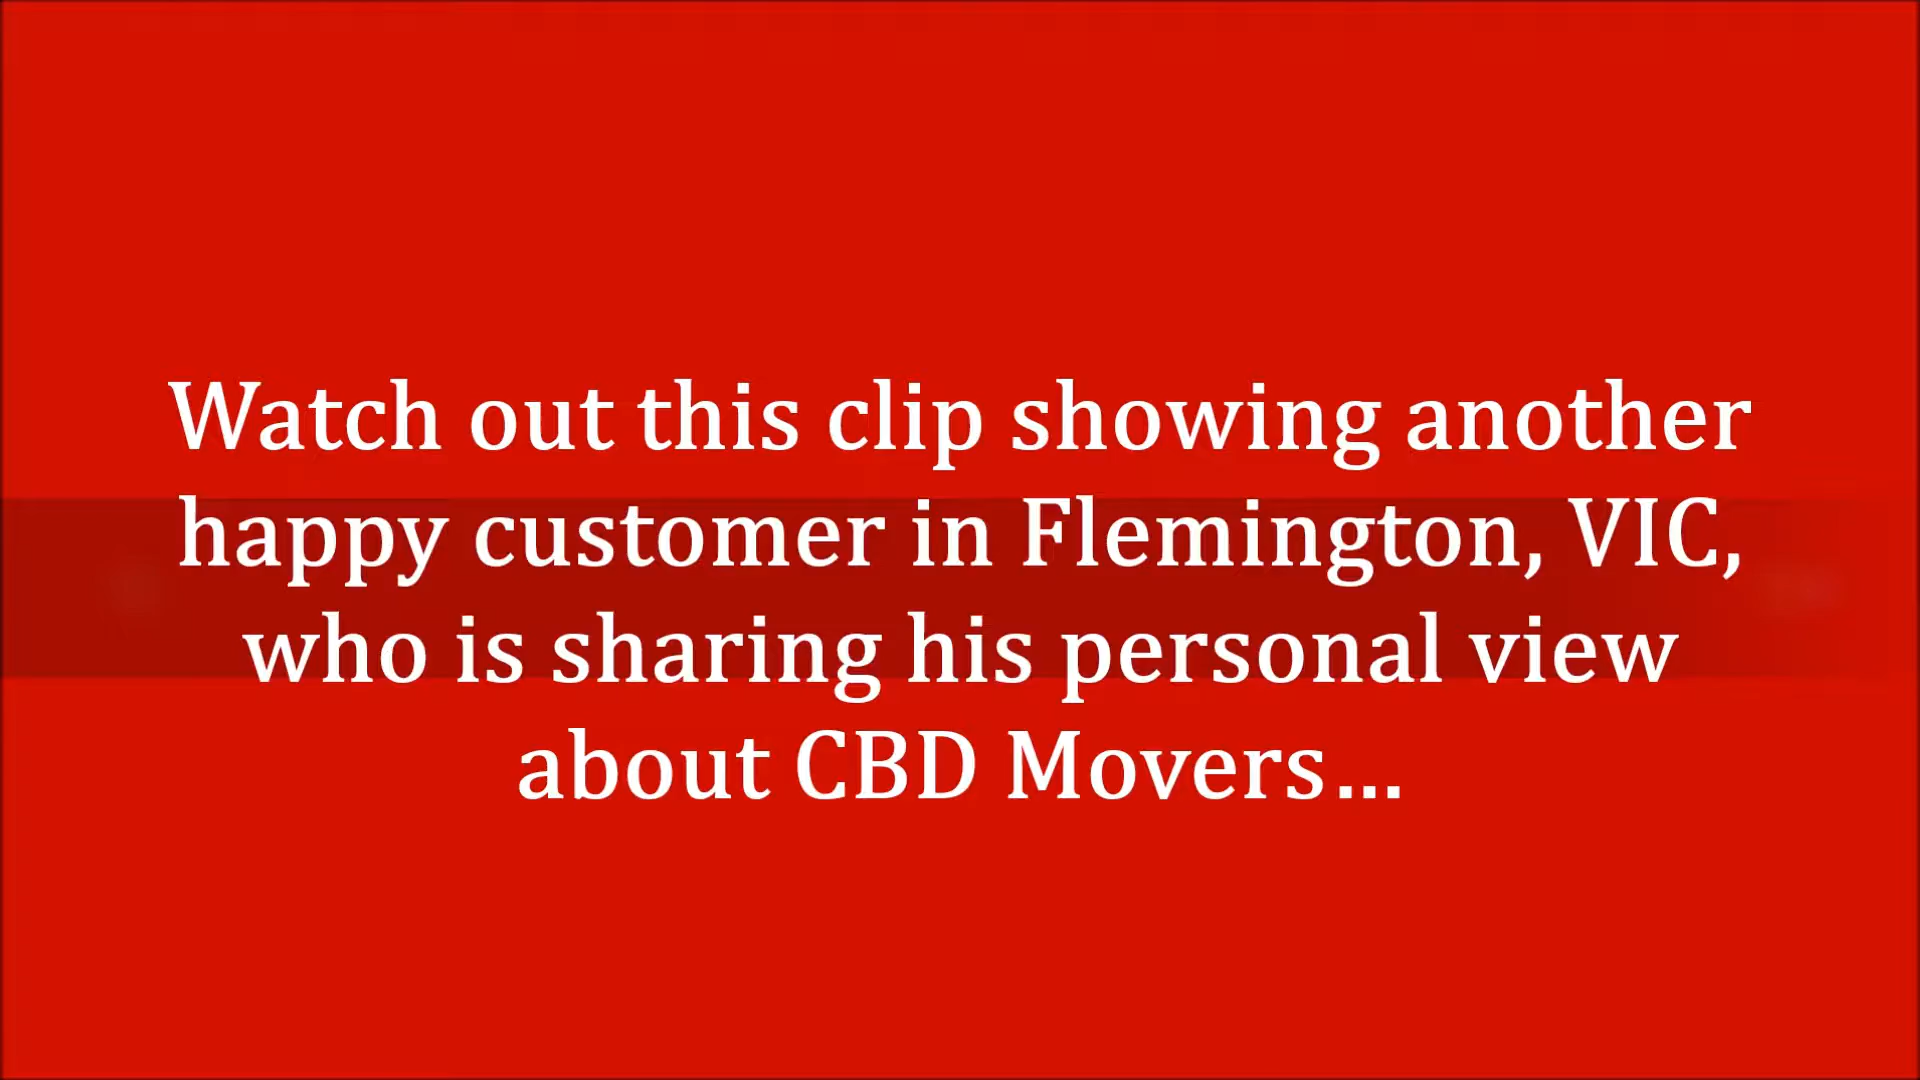 Watch out this clip showing another
happy customer in Flemington, VIC,
who is sharing his personal view
about CBD Movers...